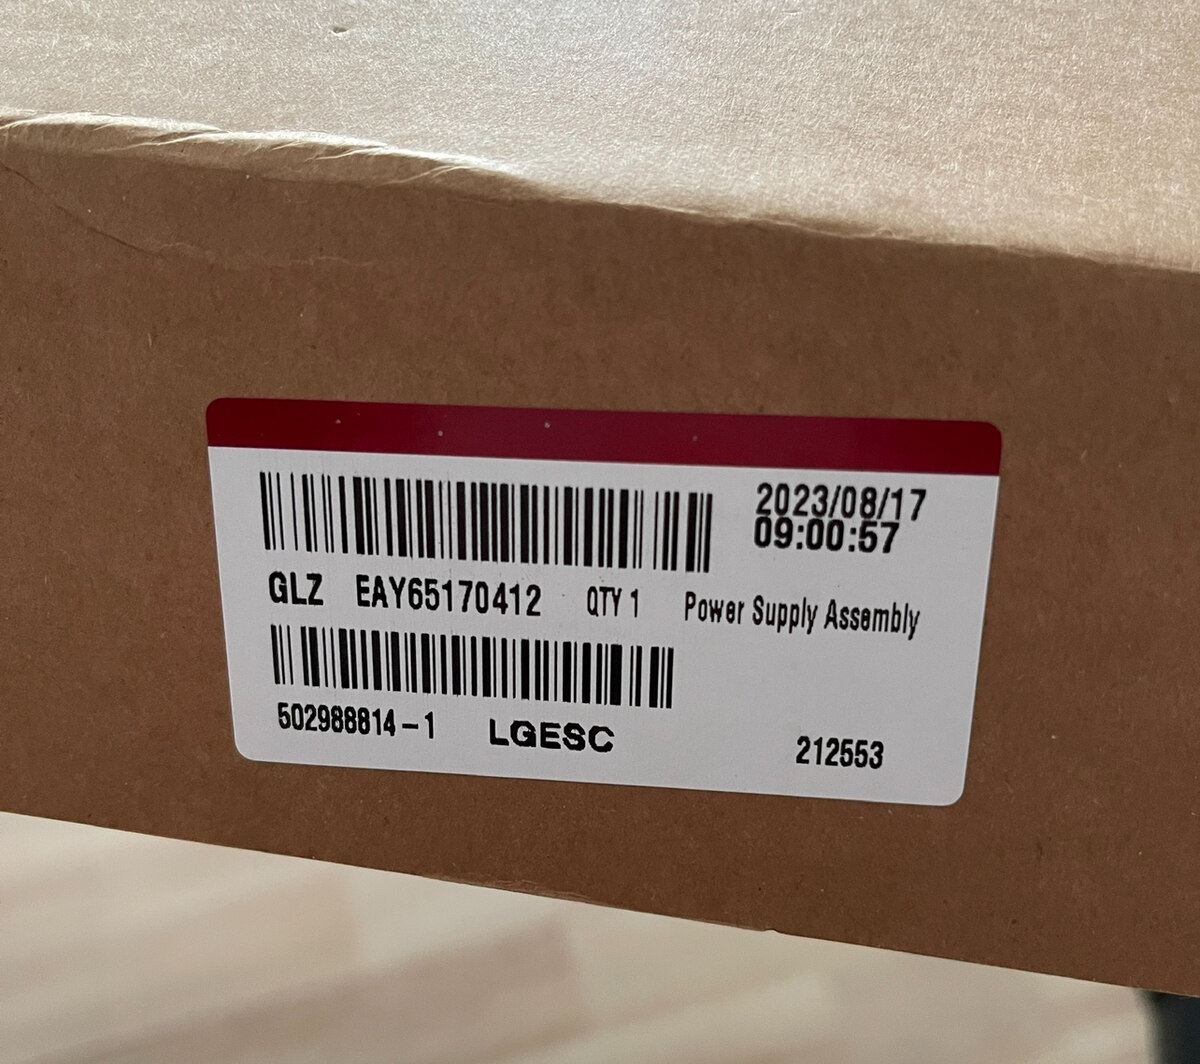 2023/08/17
09:00:57
GLZ EAY65170412 QTY 1 Power Supply Assembly
502988814-1 LGESC 212553